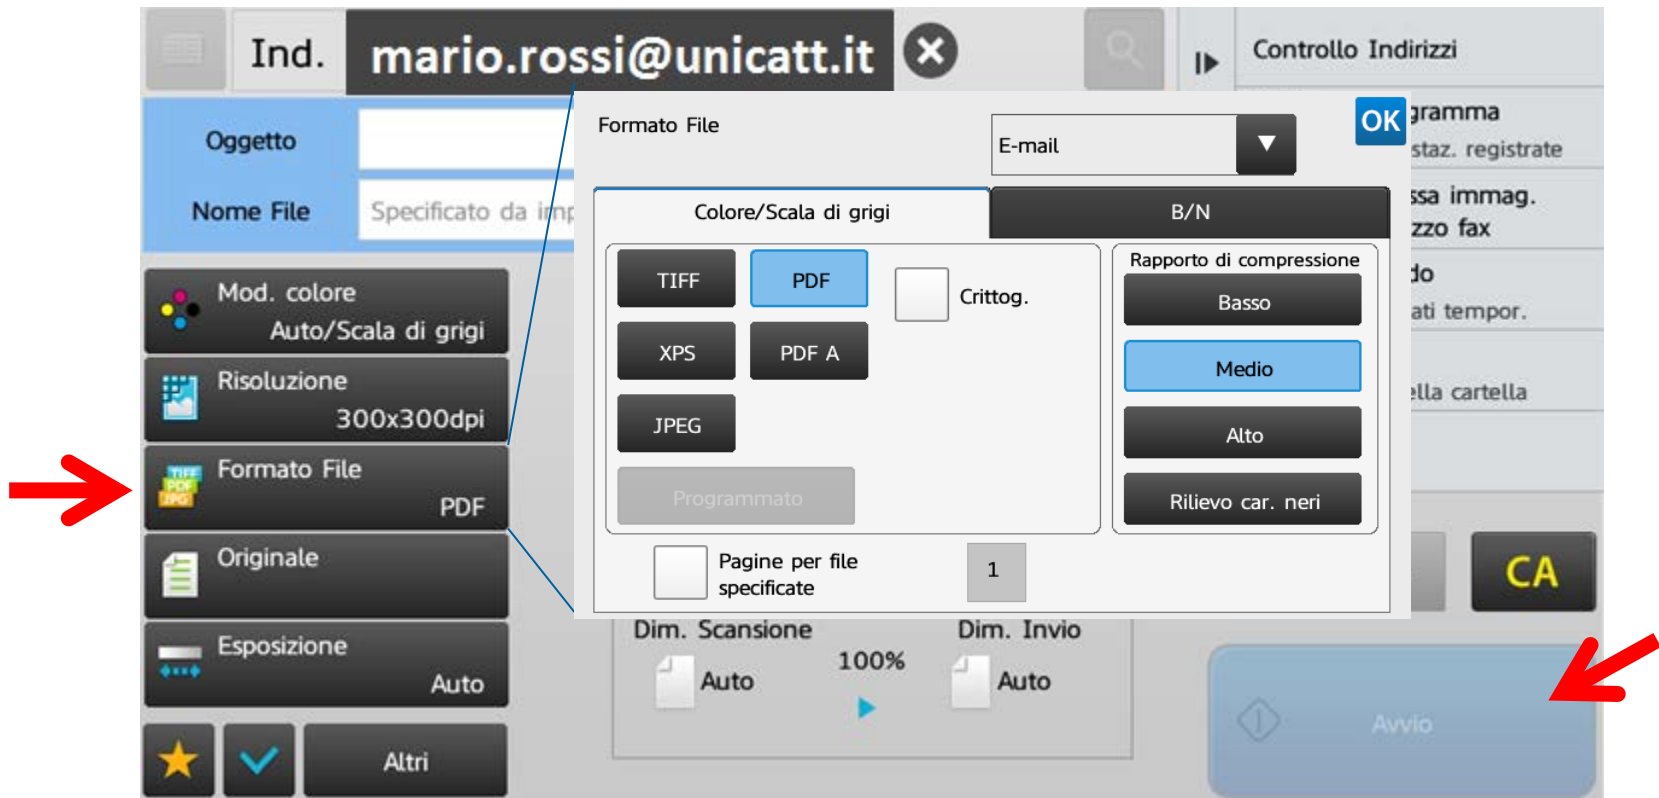 Ind.
mario.rossi@unicatt.it
Controllo Indirizzi
Oggetto
Nome File
Specificato da imp
gramma
staz. registrate
ssa immag.
zzo fax
do
ati tempor.
ella cartella
Mod. colore
Auto/Scala di grigi
Risoluzione
300x300dpi
Formato File
TIFF
PDF
JPG
PDF
Originale
Esposizione
Auto
Altri
Formato File
E-mail
OK
Colore/Scala di grigi
B/N
TIFF
PDF
Crittog.
XPS
PDF A
JPEG
Programmato
Rapporto di compressione
Basso
Medio
Alto
Rilievo car. neri
Pagine per file
specificate
1
Dim. Scansione
Auto
100%
Dim. Invio
Auto
CA
Avvio